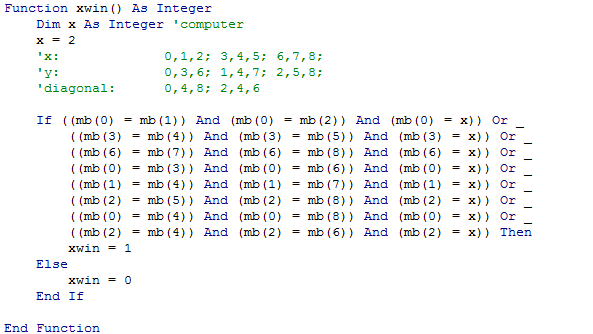 Function xwin() As Integer
    Dim x As Integer 'computer
    x = 2
    'x:             0,1,2; 3,4,5; 6,7,8;
    'y:             0,3,6; 1,4,7; 2,5,8;
    'diagonal:      0,4,8; 2,4,6
    If ((mb(0) = mb(1)) And (mb(0) = mb(2)) And (mb(0) = x)) Or _
        ((mb(3) = mb(4)) And (mb(3) = mb(5)) And (mb(3) = x)) Or _
        ((mb(6) = mb(7)) And (mb(6) = mb(8)) And (mb(6) = x)) Or _
        ((mb(0) = mb(3)) And (mb(0) = mb(6)) And (mb(0) = x)) Or _
        ((mb(1) = mb(4)) And (mb(1) = mb(7)) And (mb(1) = x)) Or _
        ((mb(2) = mb(5)) And (mb(2) = mb(8)) And (mb(2) = x)) Or _
        ((mb(0) = mb(4)) And (mb(0) = mb(8)) And (mb(0) = x)) Or _
        ((mb(2) = mb(4)) And (mb(2) = mb(6)) And (mb(2) = x)) Then
        xwin = 1
    Else
        xwin = 0
    End If
End Function